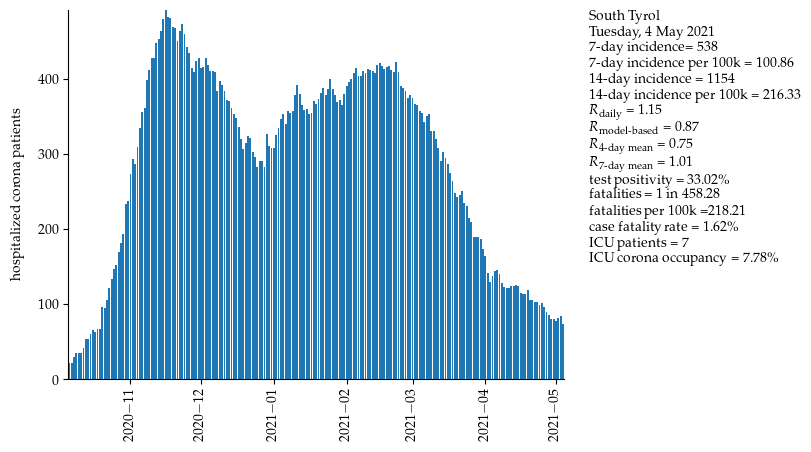 South Tyrol
Tuesday, 4 May 2021
7-day incidence= 538
7-day incidence per 100k = 100.86
14-day incidence = 1154
14-day incidence per 100k = 216.33
R_daily = 1.15
R_model-based = 0.87
R_4-day mean = 0.75
R_7-day mean = 1.01
test positivity = 33.02%
fatalities = 1 in 458.28
fatalities per 100k =218.21
case fatality rate = 1.62%
ICU patients = 7
ICU corona occupancy = 7.78%
hospitalized corona patients
400
300
200
100
0
2020−11
2020−12
2021−01
2021−02
2021−03
2021−04
2021−05